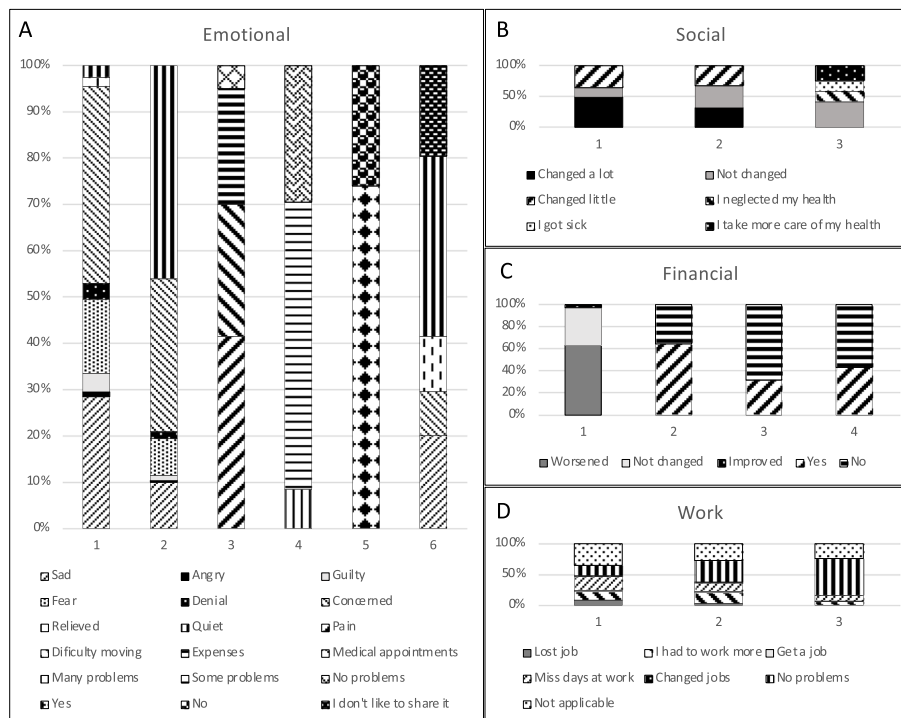 A
Emotional
100%
90%
80%
70%
60%
50%
40%
30%
20%
10%
0%
1 2 3 4 5 6
Sad Angry Guilty
Fear Denial Concerned
Relieved Quiet Pain
Dificulty moving Expenses Medical appointments
Many problems Some problems No problems
Yes No I don't like to share it
B
Social
100%
50%
0%
1 2 3
Changed a lot Not changed
Changed little I neglected my health
I got sick I take more care of my health
C
Financial
100%
80%
60%
40%
20%
0%
1 2 3 4
Worsened Not changed Improved Yes No
D
Work
100%
50%
0%
1 2 3
Lost job I had to work more Get a job
Miss days at work Changed jobs No problems
Not applicable